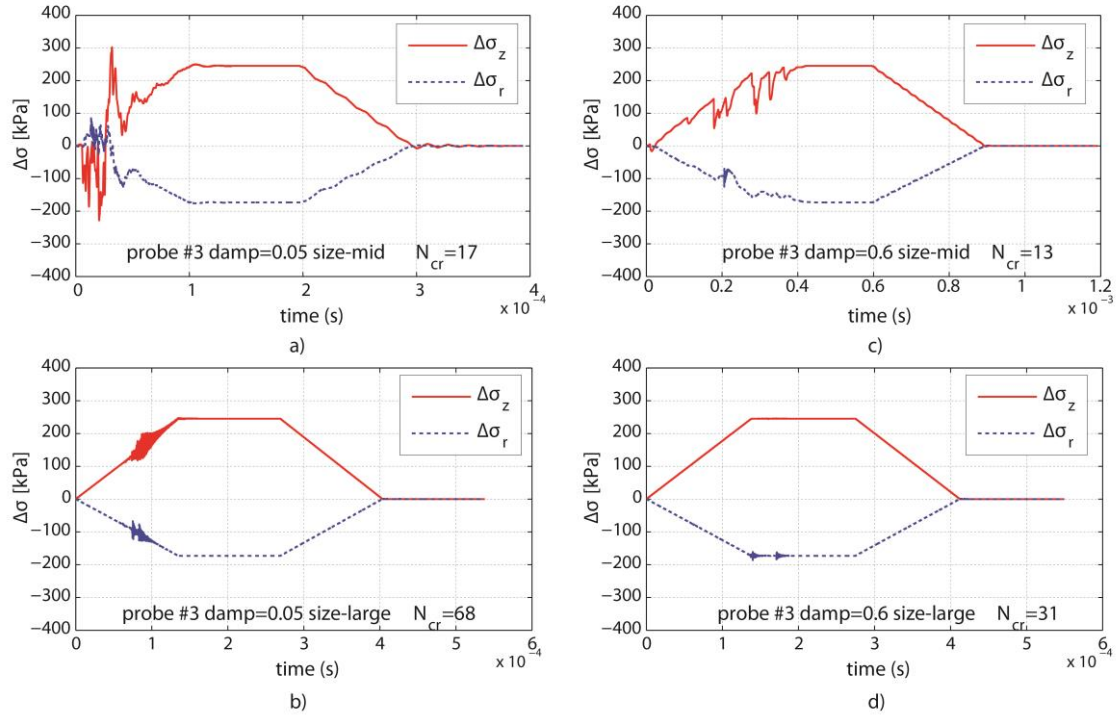 400
300
200
100
0
−100
−200
−300
−400
Δσ [kPa]
Δσz
Δσr
probe #3 damp=0.05 size-mid Ncr=17
0 1 2 3 4
x 10−4
time (s)
a)
400
300
200
100
0
−100
−200
−300
−400
Δσ [kPa]
Δσz
Δσr
probe #3 damp=0.6 size-mid Ncr=13
0 0.2 0.4 0.6 0.8 1 1.2
x 10−3
time (s)
c)
400
300
200
100
0
−100
−200
−300
−400
Δσ [kPa]
Δσz
Δσr
probe #3 damp=0.05 size-large Ncr=68
0 1 2 3 4 5 6
x 10−4
time (s)
b)
400
300
200
100
0
−100
−200
−300
−400
Δσ [kPa]
Δσz
Δσr
probe #3 damp=0.6 size-large Ncr=31
0 1 2 3 4 5 6
x 10−4
time (s)
d)